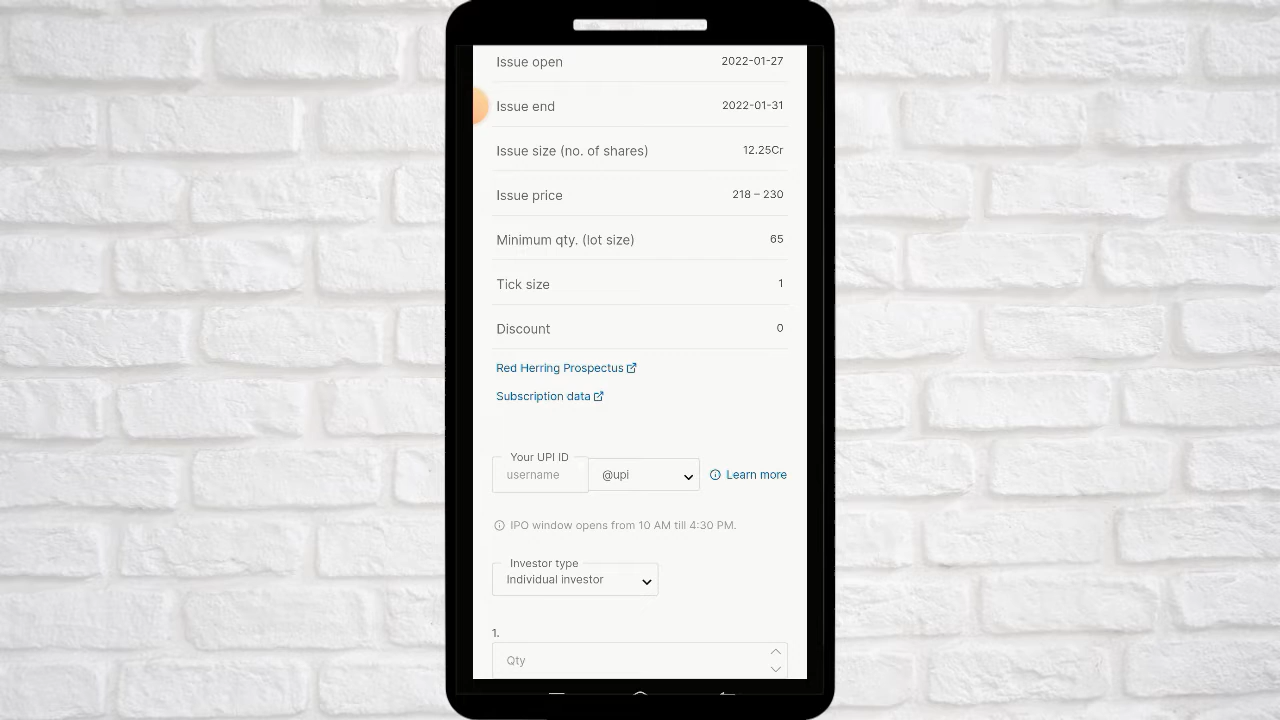 Issue open 2022-01-27
Issue end 2022-01-31
Issue size (no. of shares) 12.25Cr
Issue price 218 – 230
Minimum qty. (lot size) 65
Tick size 1
Discount 0
Red Herring Prospectus
Subscription data
Your UPI ID
username @upi Learn more
IPO window opens from 10 AM till 4:30 PM.
Investor type
Individual investor
1.
Qty